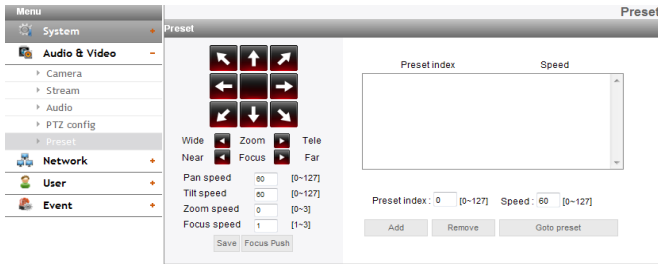 Menu
Preset
System +
Preset
Audio & Video -
Camera
Stream
Audio
PTZ config
Preset
Network +
User +
Event +
Wide Zoom Tele
Near Focus Far
Pan speed 60 [0~127]
Tilt speed 60 [0~127]
Zoom speed 0 [0~3]
Focus speed 1 [1~3]
Save Focus Push
Preset index Speed
Preset index : 0 [0~127] Speed : 60 [0~127]
Add Remove Goto preset